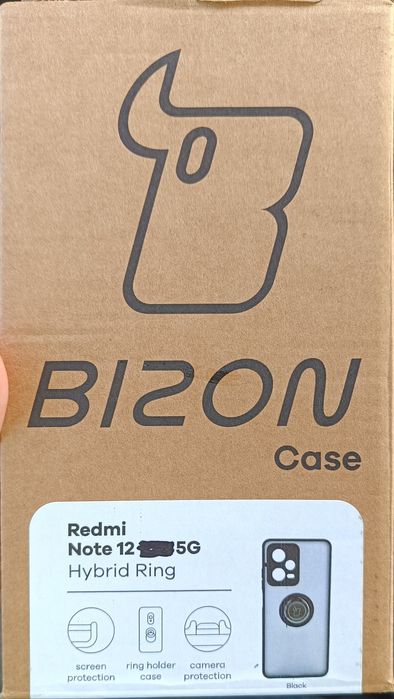 BIZON
Case
Redmi
Note 12 5G
Hybrid Ring
screen
protection
ring holder
case
camera
protection
Black